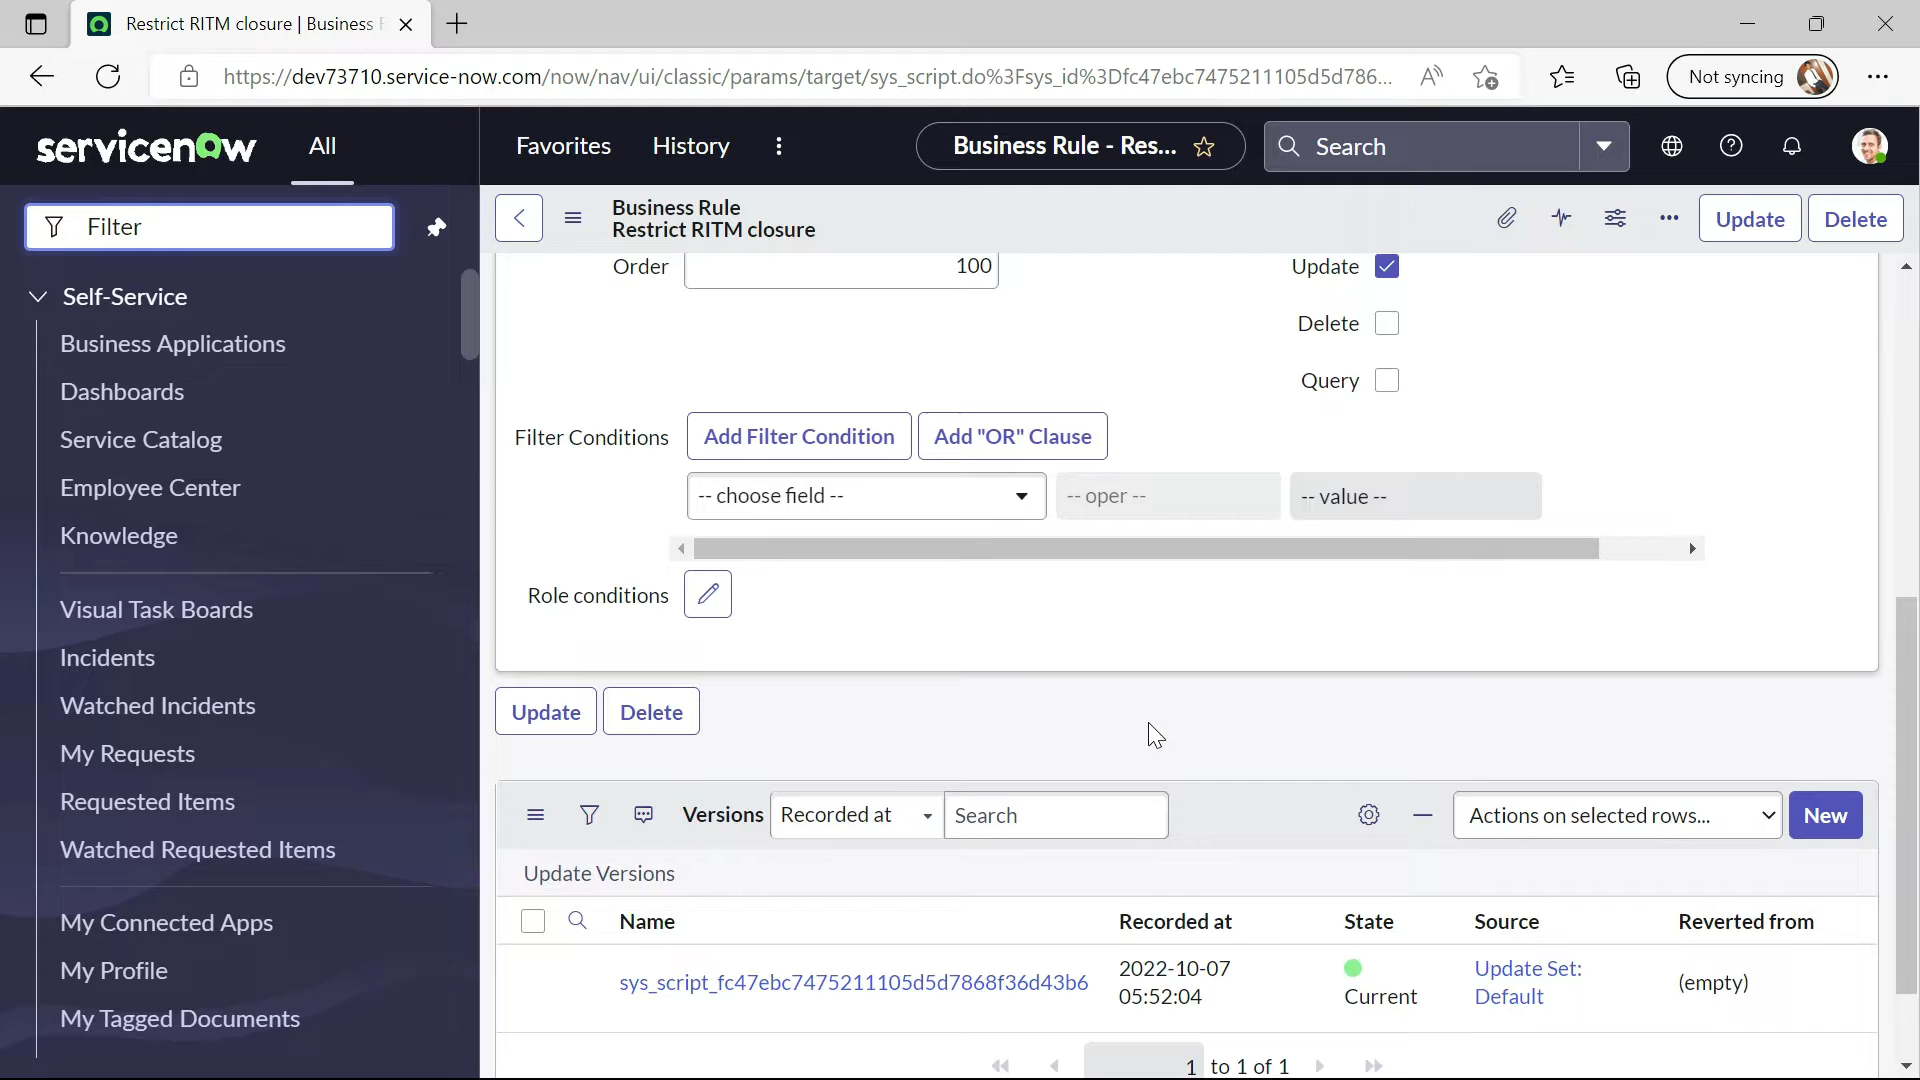 Restrict RITM closure | Business R
https://dev73710.service-now.com/now/nav/ui/classic/params/target/sys_script.do%3Fsys_id%3Dfc47ebc7475211105d5d786...
Not syncing
servicenow
All
Favorites
History
Business Rule - Res...
Search
Filter
Business Rule
Restrict RITM closure
Update
Delete
Self-Service
Business Applications
Dashboards
Service Catalog
Employee Center
Knowledge
Visual Task Boards
Incidents
Watched Incidents
My Requests
Requested Items
Watched Requested Items
My Connected Apps
My Profile
My Tagged Documents
Order
100
Update
Delete
Query
Filter Conditions
Add Filter Condition
Add "OR" Clause
-- choose field --
-- oper --
-- value --
Role conditions
Update
Delete
Versions
Recorded at
Search
Actions on selected rows...
New
Update Versions
Name
Recorded at
State
Source
Reverted from
sys_script_fc47ebc7475211105d5d7868f36d43b6
2022-10-07
05:52:04
Current
Update Set:
Default
(empty)
1 to 1 of 1